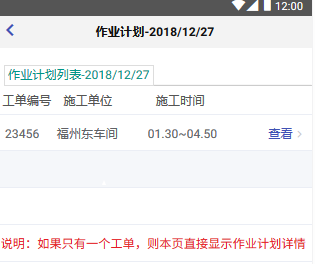 12:00
作业计划-2018/12/27
作业计划列表-2018/12/27
工单编号 施工单位 施工时间
23456 福州东车间 01.30~04.50 查看
说明：如果只有一个工单，则本页直接显示作业计划详情